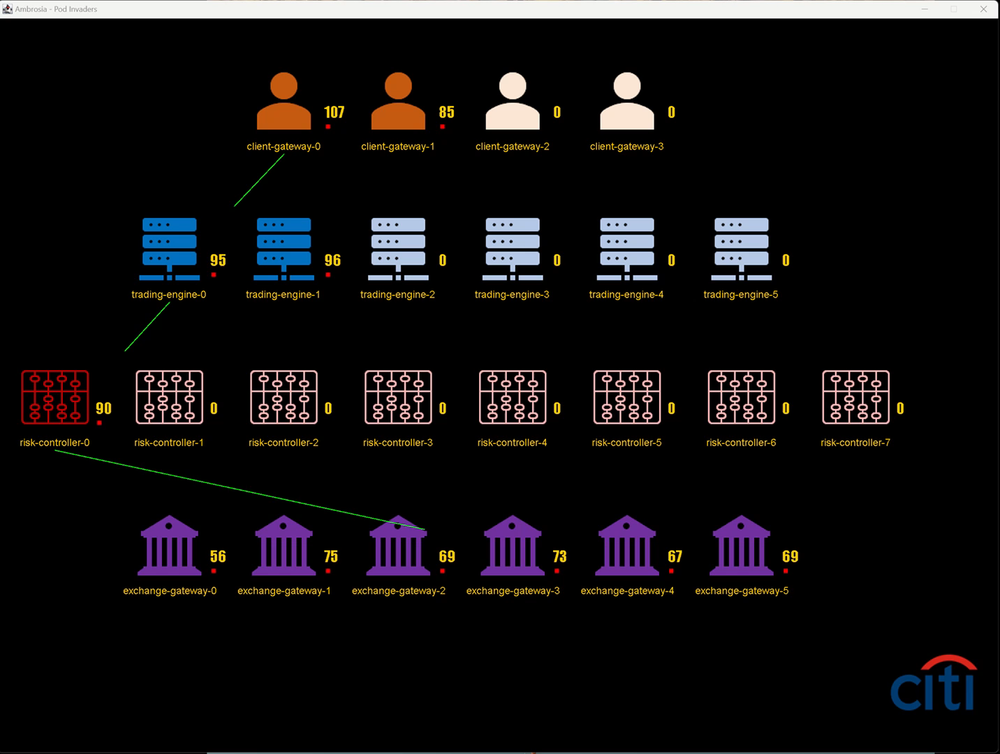 Ambrosia - Pod Invaders
107 85 0 0
client-gateway-0 client-gateway-1 client-gateway-2 client-gateway-3
95 96 0 0 0 0
trading-engine-0 trading-engine-1 trading-engine-2 trading-engine-3 trading-engine-4 trading-engine-5
90 0 0 0 0 0 0 0
risk-controller-0 risk-controller-1 risk-controller-2 risk-controller-3 risk-controller-4 risk-controller-5 risk-controller-6 risk-controller-7
56 75 69 73 67 69
exchange-gateway-0 exchange-gateway-1 exchange-gateway-2 exchange-gateway-3 exchange-gateway-4 exchange-gateway-5
citi